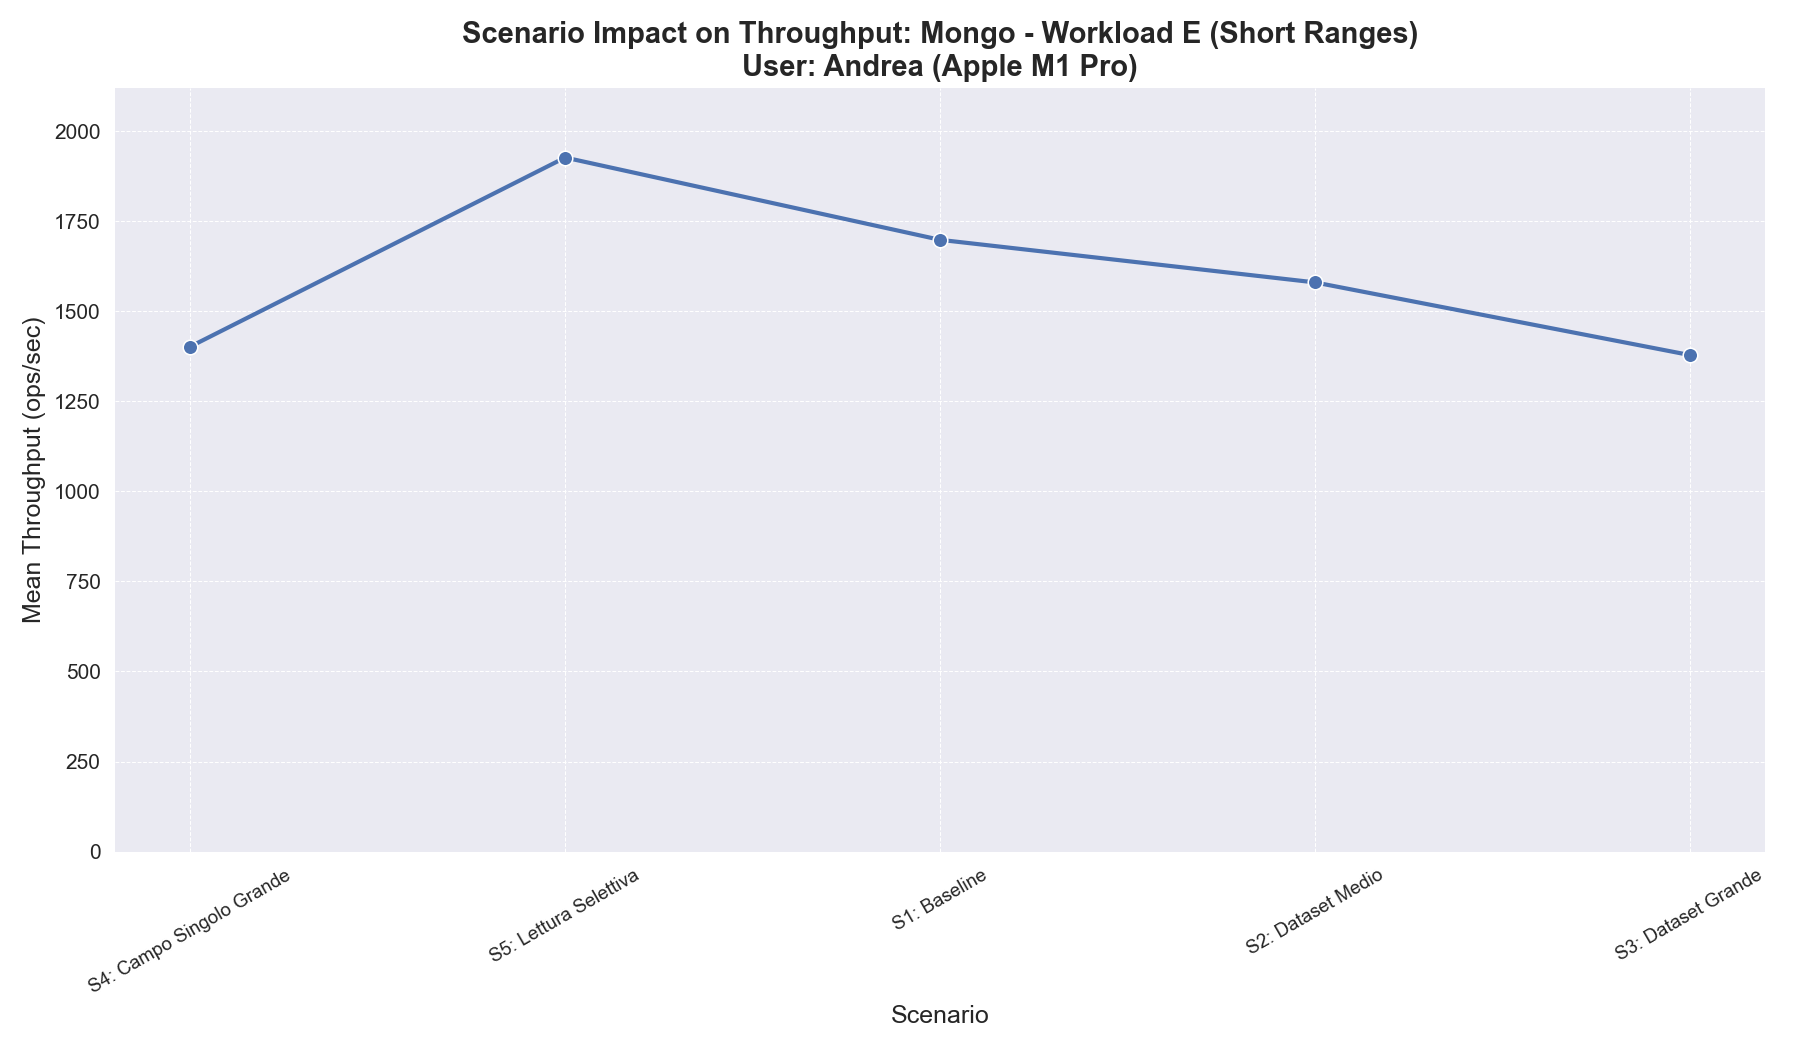 Scenario Impact on Throughput: Mongo - Workload E (Short Ranges)
User: Andrea (Apple M1 Pro)
Mean Throughput (ops/sec)
2000
1750
1500
1250
1000
750
500
250
0
S4: Campo Singolo Grande
S5: Lettura Selettiva
S1: Baseline
S2: Dataset Medio
S3: Dataset Grande
Scenario